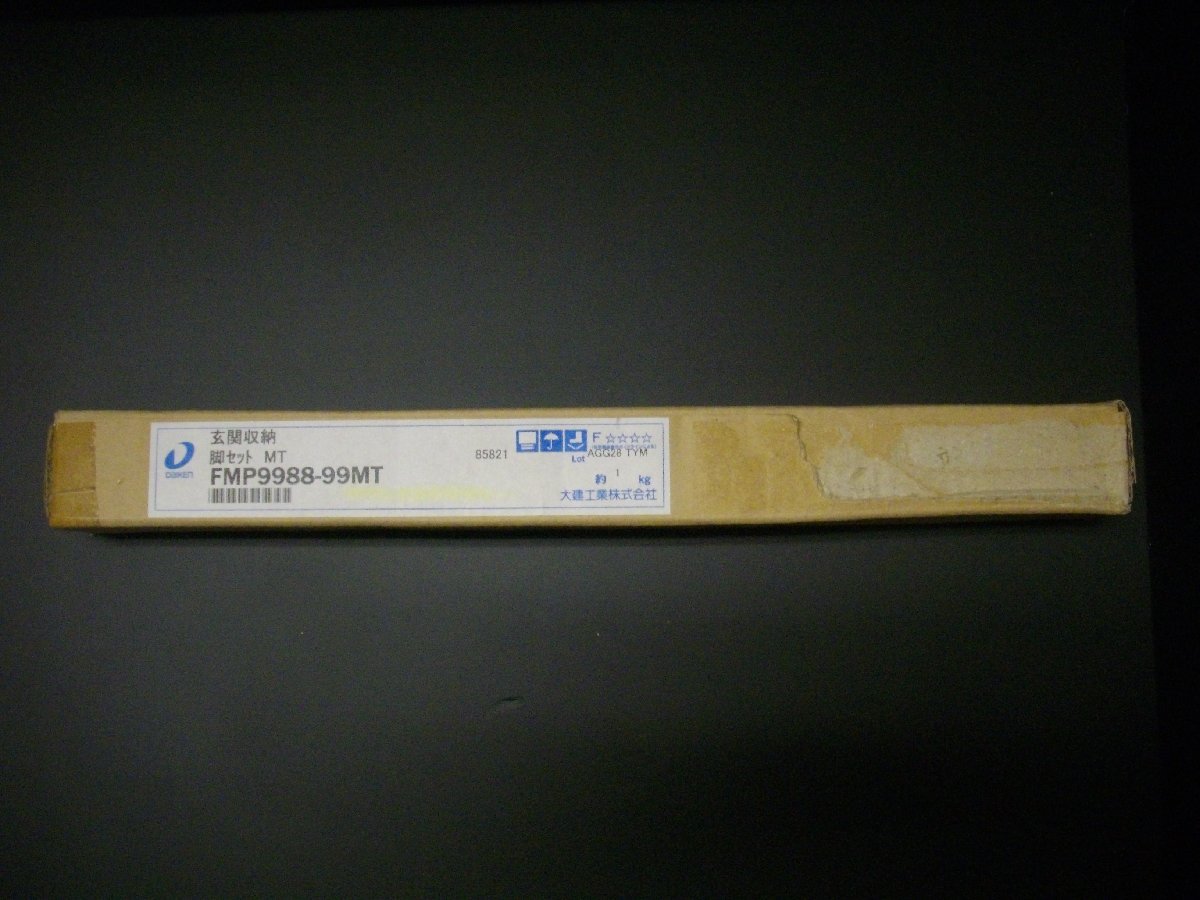 DAIKEN
玄関収納
脚セット MT
FMP9988-99MT
85821
F☆☆☆☆
Lot AGG28 TYM
約 1 kg
大建工業株式会社